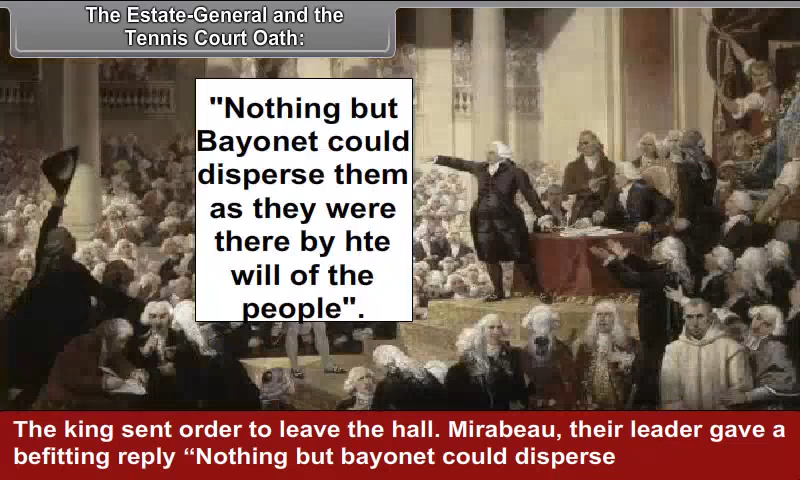 The Estate-General and the
Tennis Court Oath:
"Nothing but
Bayonet could
disperse them
as they were
there by hte
will of the
people".
The king sent order to leave the hall. Mirabeau, their leader gave a
befitting reply “Nothing but bayonet could disperse